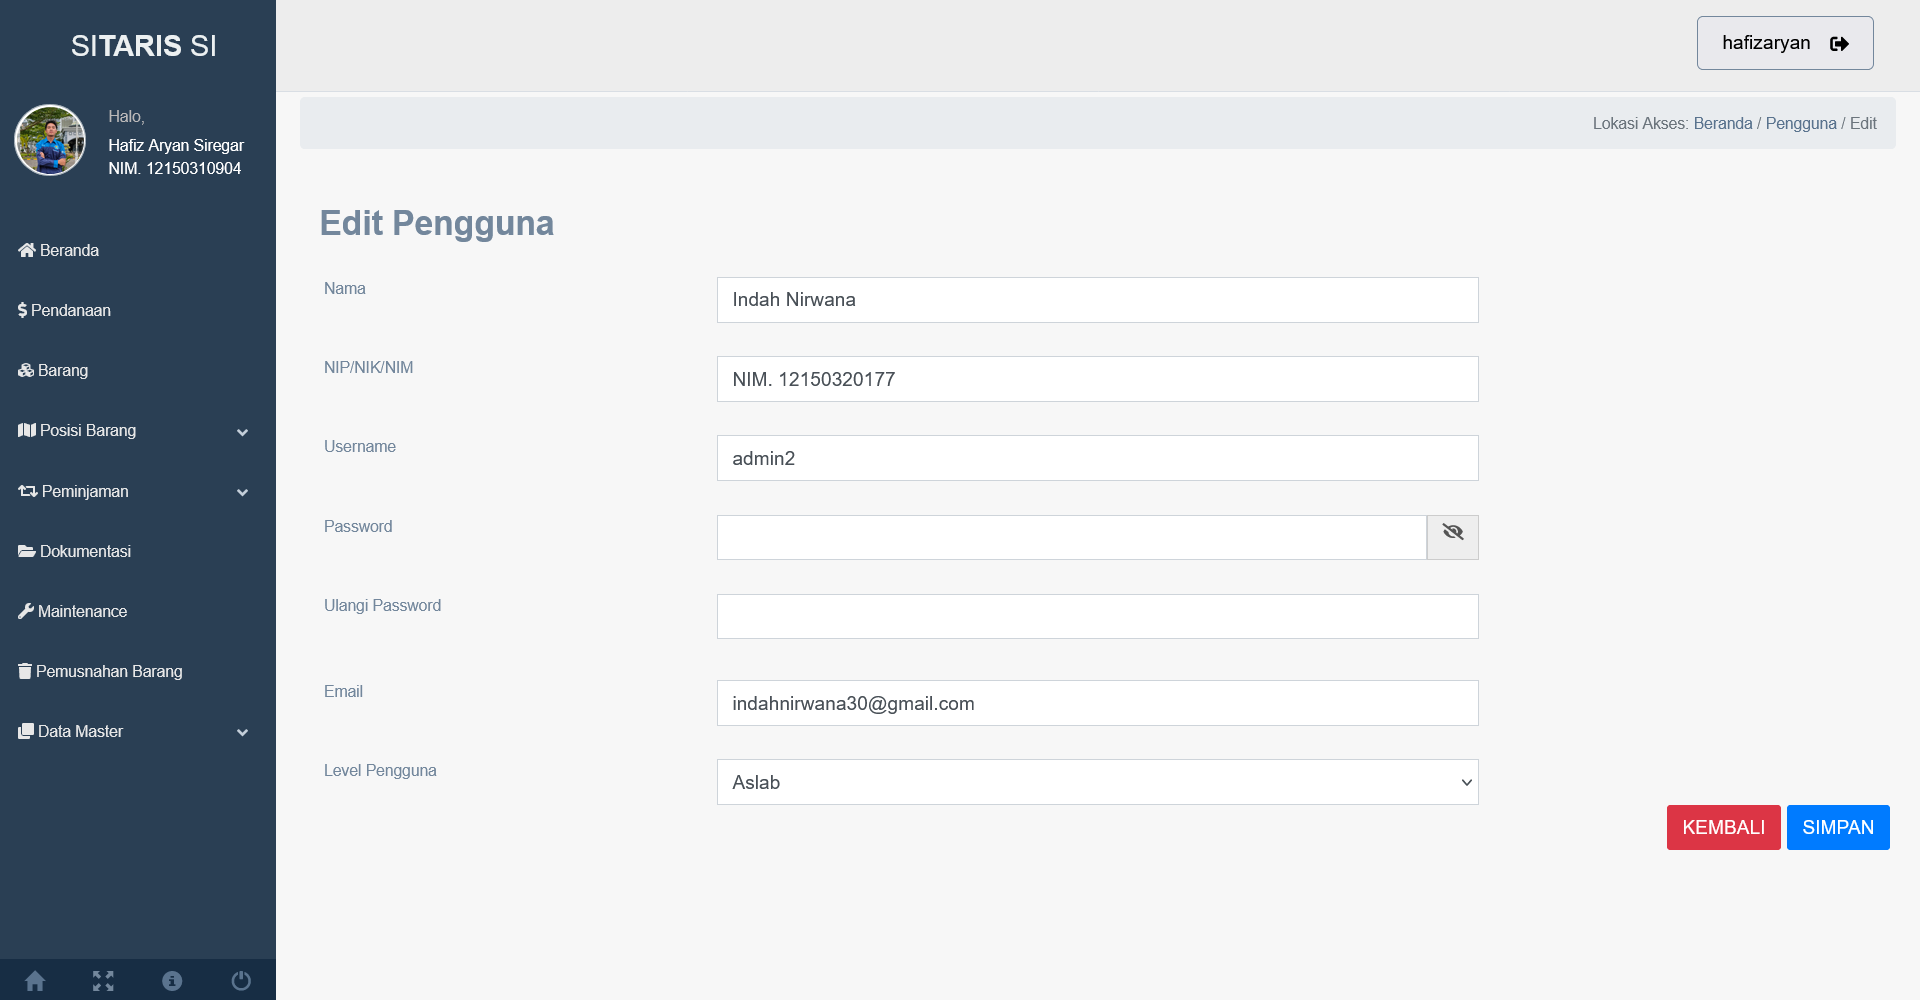 SITARIS SI
hafizaryan
Halo,
Hafiz Aryan Siregar
NIM. 12150310904
Lokasi Akses: Beranda / Pengguna / Edit
Beranda
Pendanaan
Barang
Posisi Barang
Peminjaman
Dokumentasi
Maintenance
Pemusnahan Barang
Data Master
Edit Pengguna
Nama
Indah Nirwana
NIP/NIK/NIM
NIM. 12150320177
Username
admin2
Password
Ulangi Password
Email
indahnirwana30@gmail.com
Level Pengguna
Aslab
KEMBALI
SIMPAN